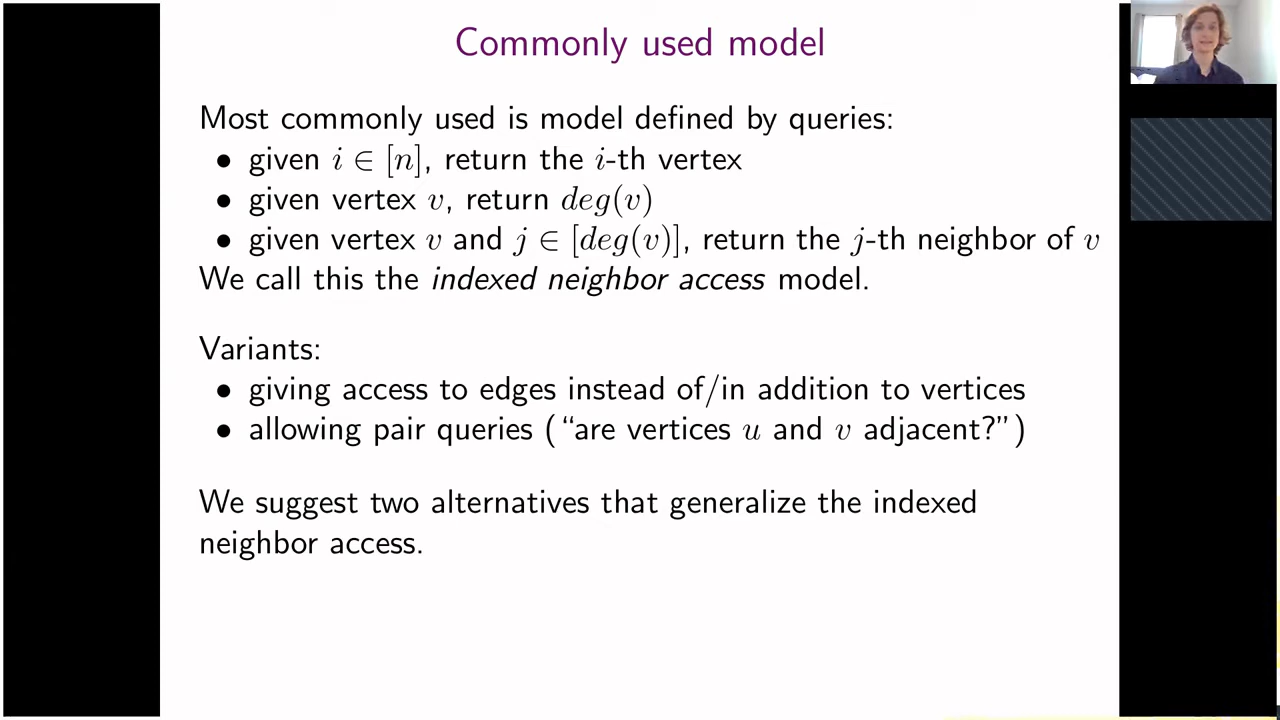 Commonly used model
Most commonly used is model defined by queries:
• given i ∈ [n], return the i-th vertex
• given vertex v, return deg(v)
• given vertex v and j ∈ [deg(v)], return the j-th neighbor of v
We call this the indexed neighbor access model.
Variants:
• giving access to edges instead of/in addition to vertices
• allowing pair queries (“are vertices u and v adjacent?”)
We suggest two alternatives that generalize the indexed
neighbor access.